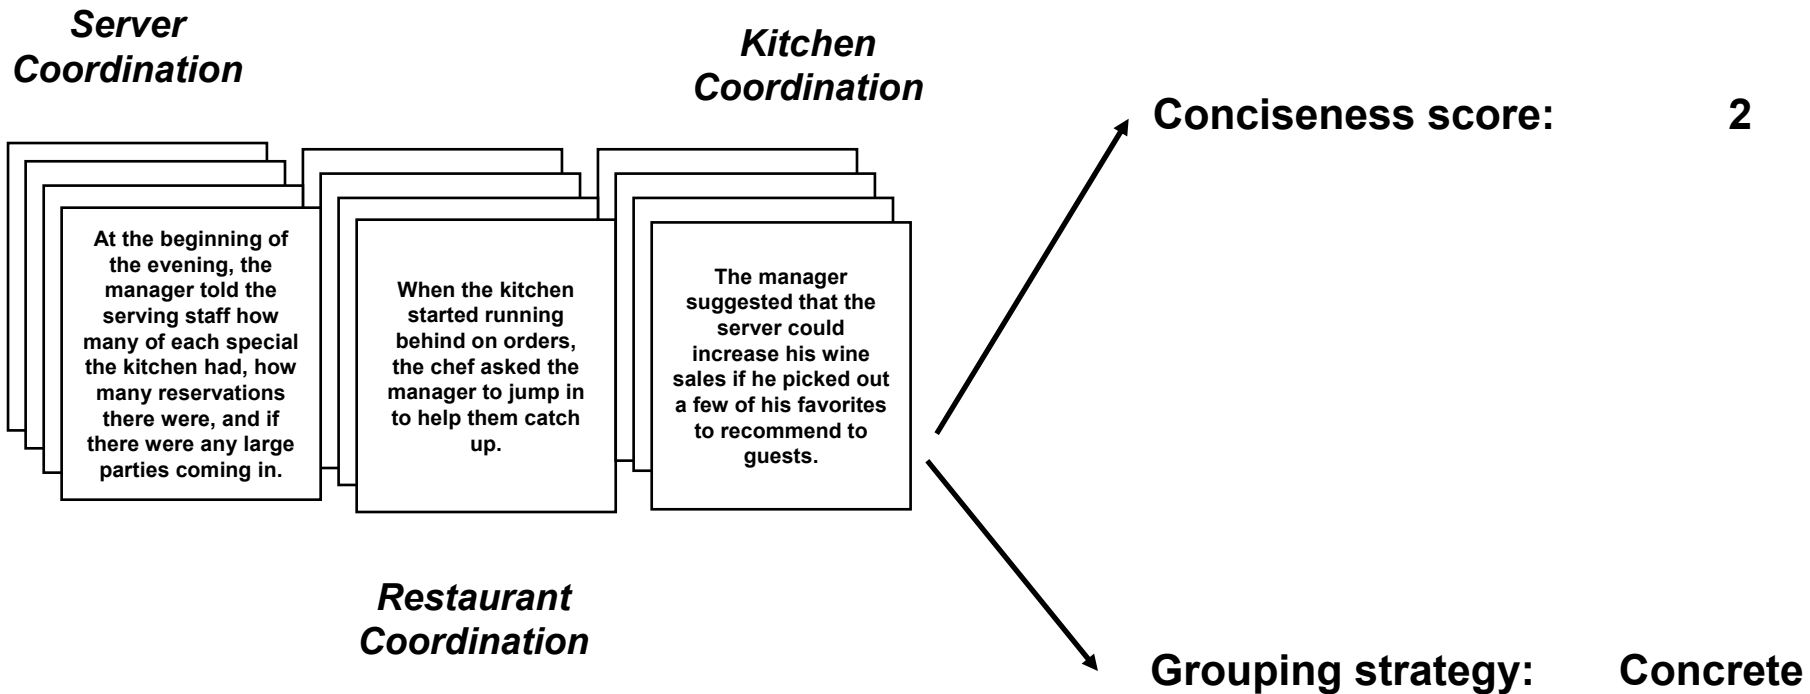 Server
Coordination
Kitchen
Coordination
Conciseness score: 2
At the beginning of
the evening, the
manager told the
serving staff how
many of each special
the kitchen had, how
many reservations
there were, and if
there were any large
parties coming in.
When the kitchen
started running
behind on orders,
the chef asked the
manager to jump in
to help them catch
up.
The manager
suggested that the
server could
increase his wine
sales if he picked out
a few of his favorites
to recommend to
guests.
Restaurant
Coordination
Grouping strategy: Concrete